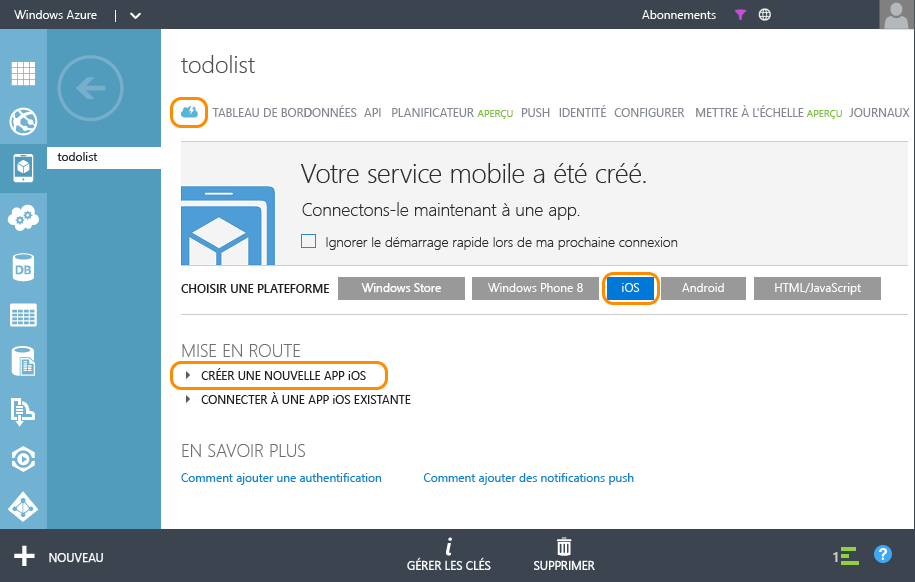 Windows Azure | Abonnements
todolist
TABLEAU DE BORDONNÉES API PLANIFICATEUR APERÇU PUSH IDENTITÉ CONFIGURER METTRE À L'ÉCHELLE APERÇU JOURNAUX
todolist
Votre service mobile a été créé.
Connectons-le maintenant à une app.
Ignorer le démarrage rapide lors de ma prochaine connexion
DB
CHOISIR UNE PLATEFORME Windows Store Windows Phone 8 iOS Android HTML/JavaScript
MISE EN ROUTE
CRÉER UNE NOUVELLE APP iOS
CONNECTER À UNE APP iOS EXISTANTE
EN SAVOIR PLUS
Comment ajouter une authentification Comment ajouter des notifications push
NOUVEAU GÉRER LES CLÉS SUPPRIMER 1 ?